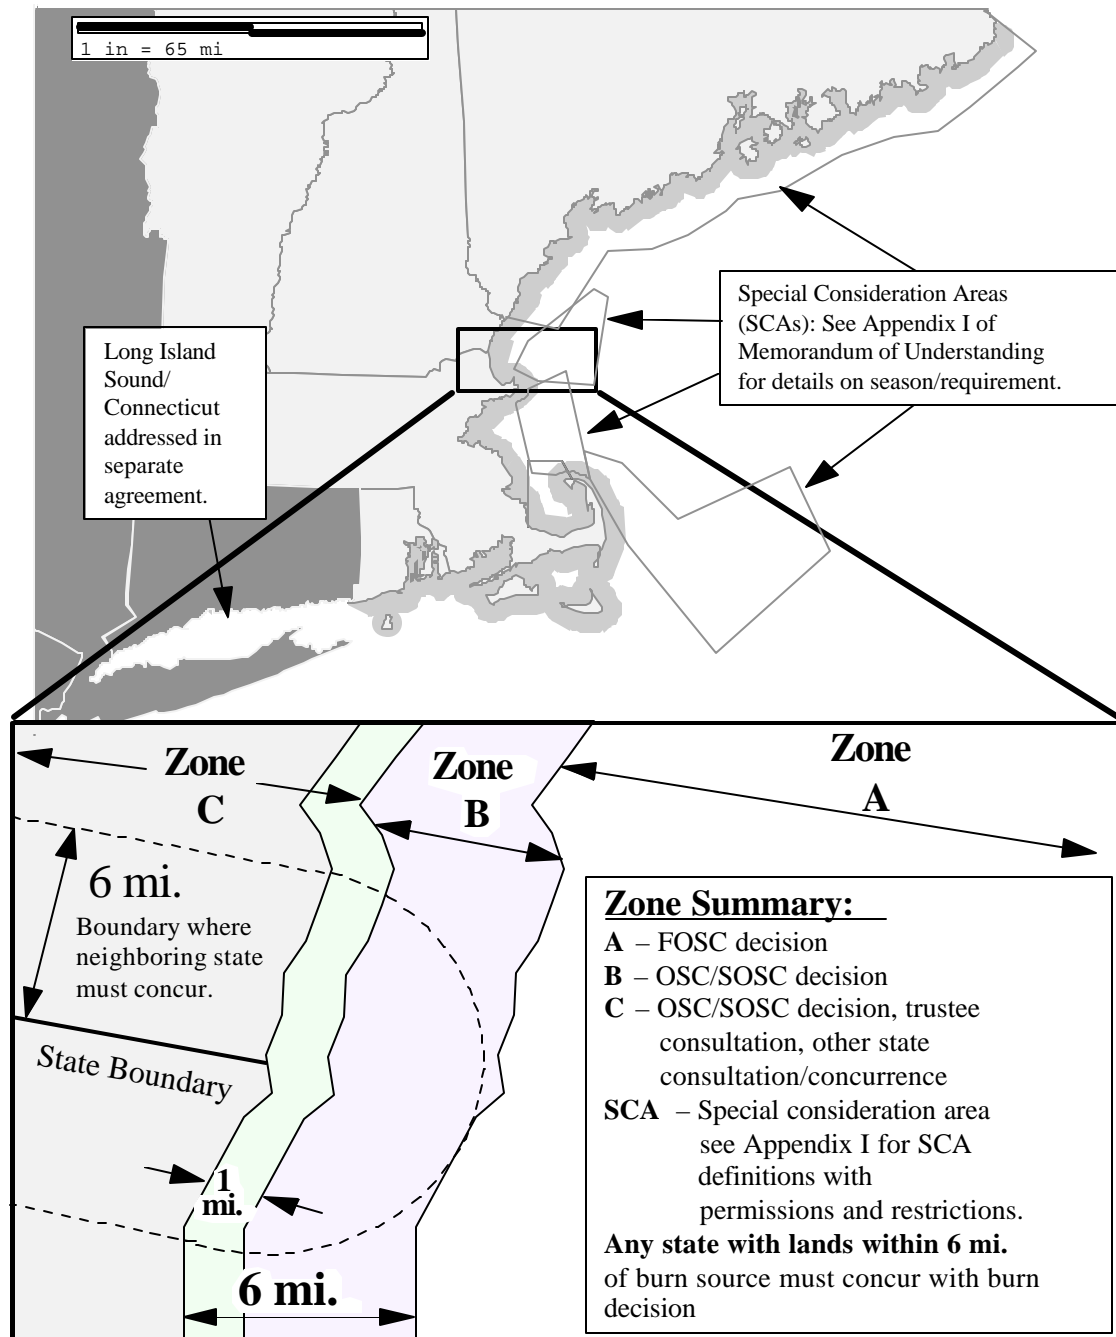 1 in = 65 mi
Special Consideration Areas
(SCAs): See Appendix I of
Memorandum of Understanding
for details on season/requirement.
Long Island
Sound/
Connecticut
addressed in
separate
agreement.
Zone
C
Zone
B
Zone
A
6 mi.
Boundary where
neighboring state
must concur.
State Boundary
1
mi.
6 mi.
Zone Summary:
A – FOSC decision
B – OSC/SOSC decision
C – OSC/SOSC decision, trustee
consultation, other state
consultation/concurrence
SCA – Special consideration area
see Appendix I for SCA
definitions with
permissions and restrictions.
Any state with lands within 6 mi.
of burn source must concur with burn
decision